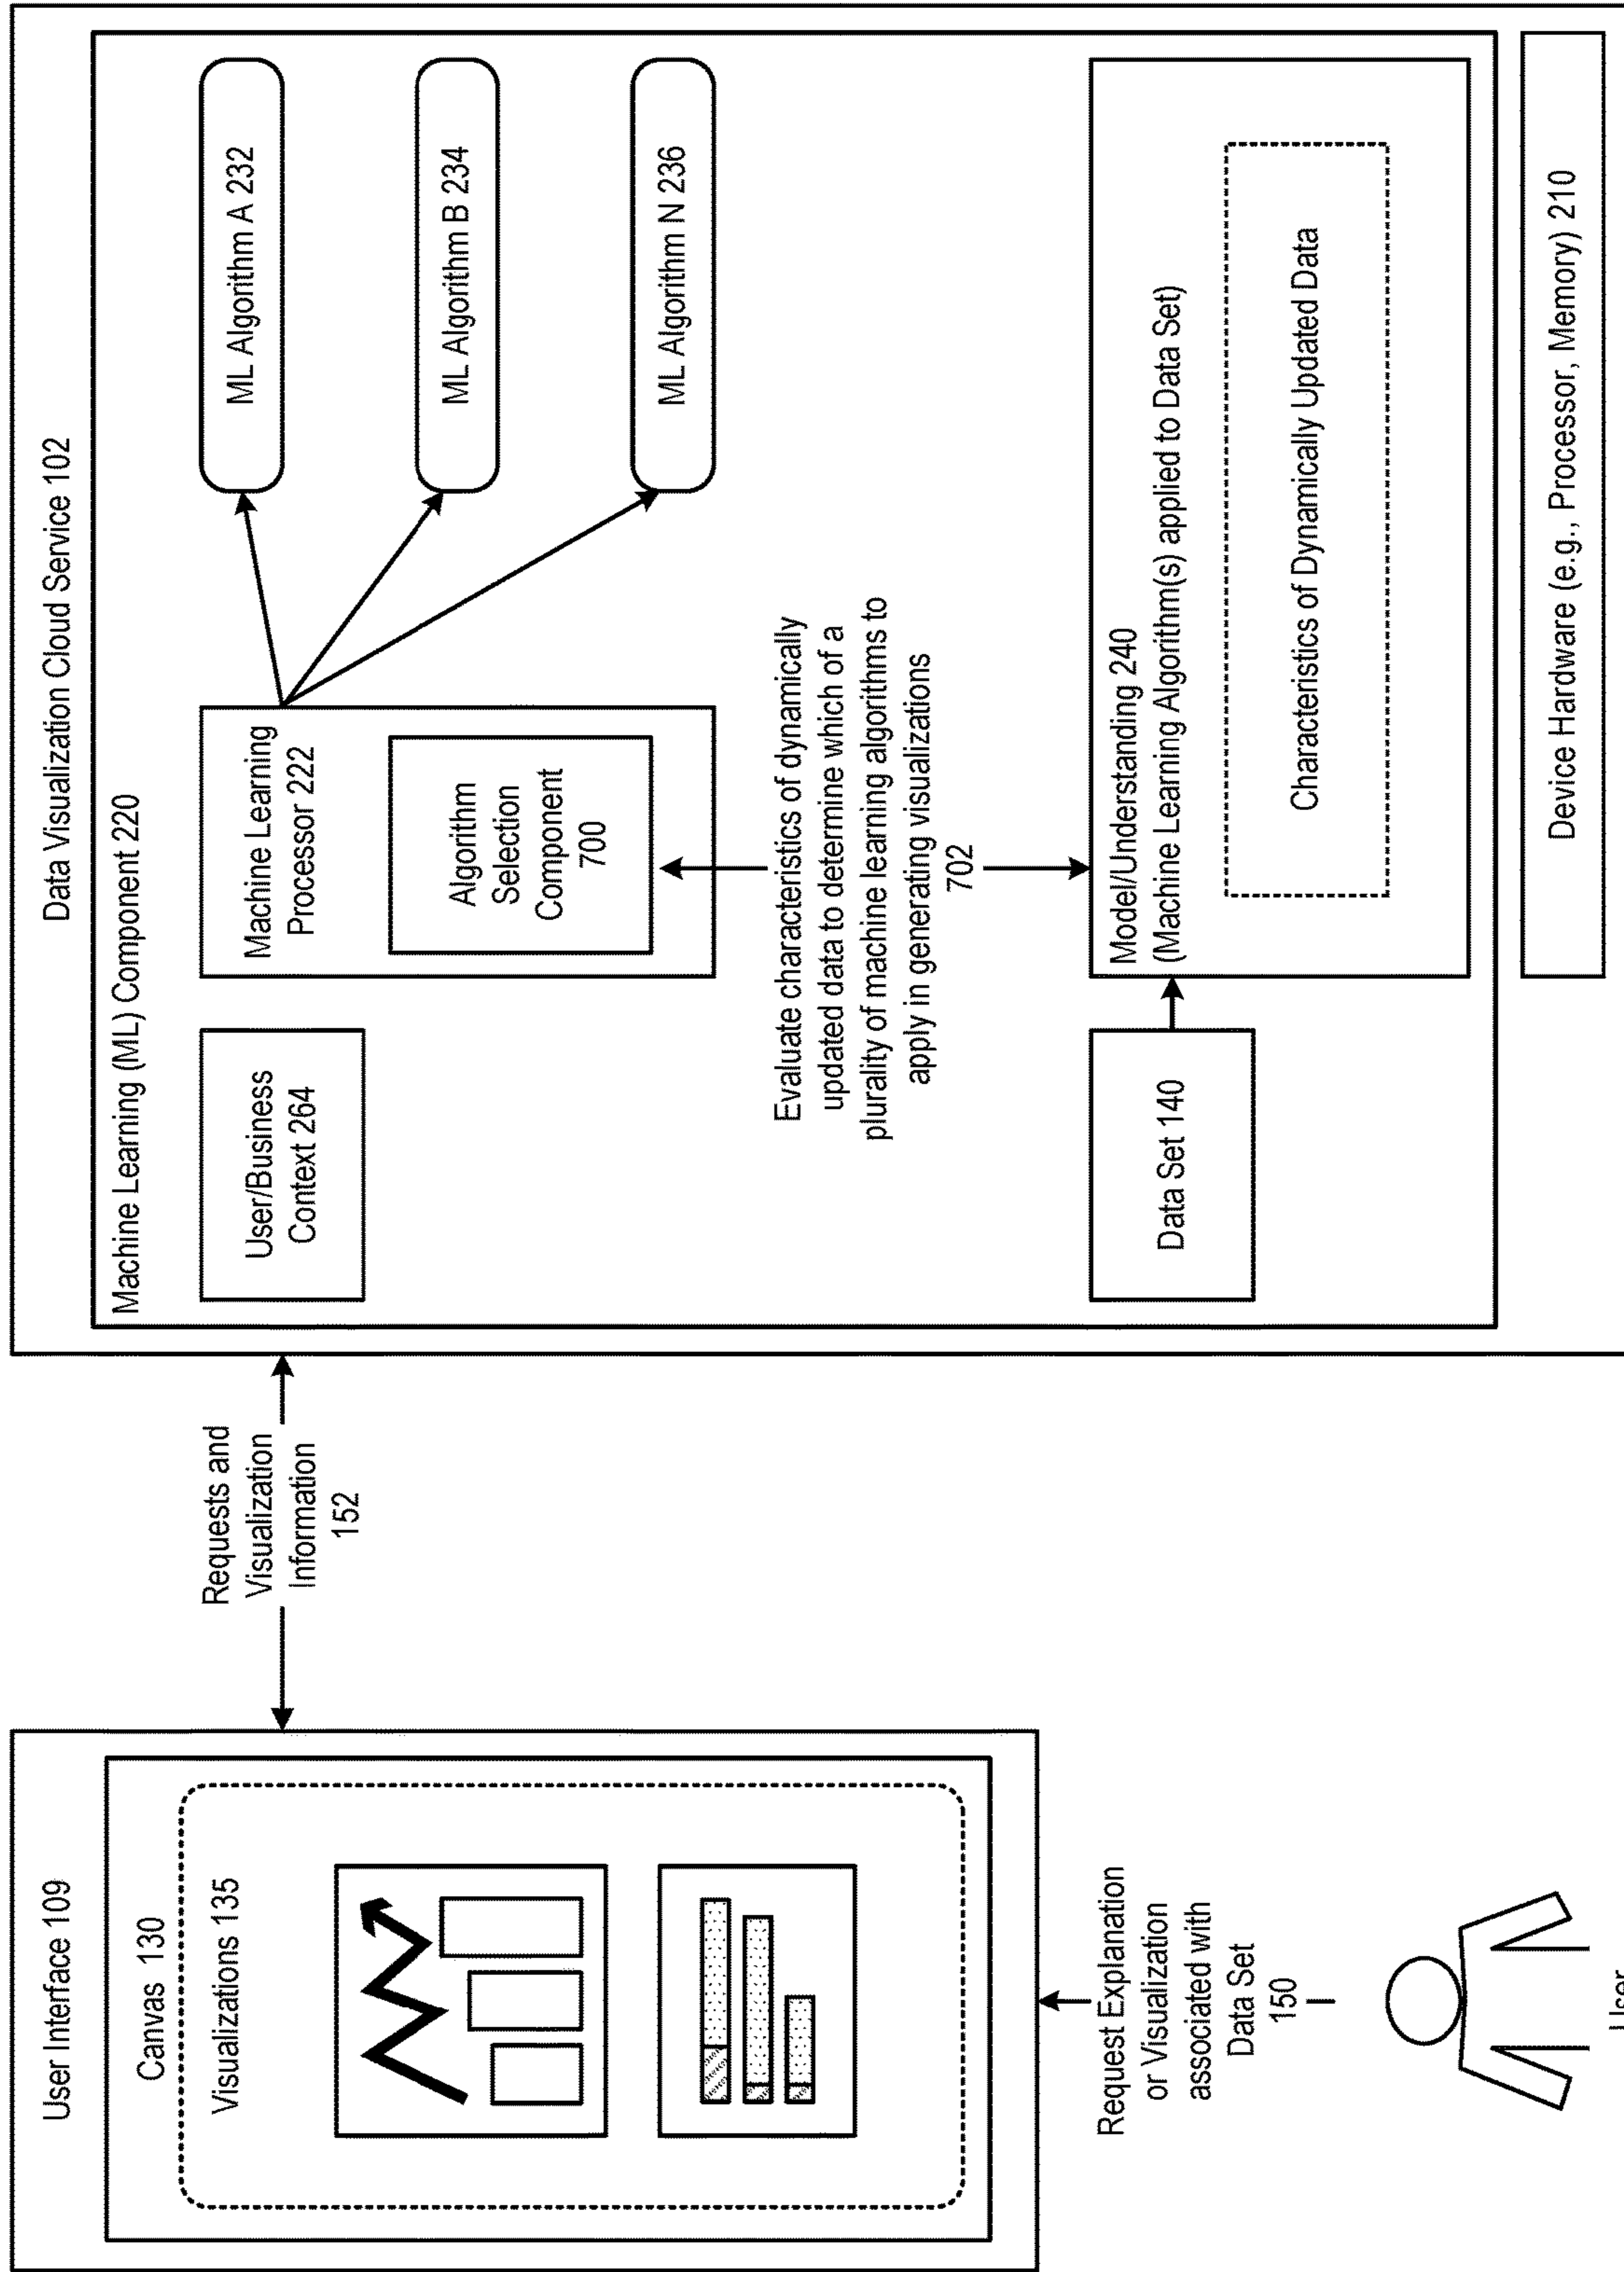 User Interface 109
Canvas 130
Visualizations 135
Request Explanation
or Visualization
associated with
Data Set
150
User
Requests and
Visualization
Information
152
Data Visualization Cloud Service 102
Machine Learning (ML) Component 220
User/Business
Context 264
Machine Learning
Processor 222
Algorithm
Selection
Component
700
ML Algorithm A 232
ML Algorithm B 234
ML Algorithm N 236
Evaluate characteristics of dynamically
updated data to determine which of a
plurality of machine learning algorithms to
apply in generating visualizations
702
Data Set 140
Model/Understanding 240
(Machine Learning Algorithm(s) applied to Data Set)
Characteristics of Dynamically Updated Data
Device Hardware (e.g., Processor, Memory) 210